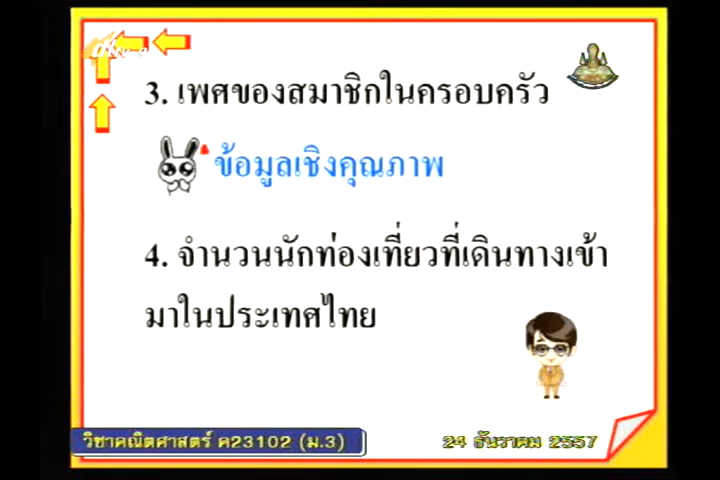 3. เพศของสมาชิกในครอบครัว
ข้อมูลเชิงคุณภาพ
4. จำนวนนักท่องเที่ยวที่เดินทางเข้า
มาในประเทศไทย
วิชาคณิตศาสตร์ ค23102 (ม.3)
24 ธันวาคม 2557